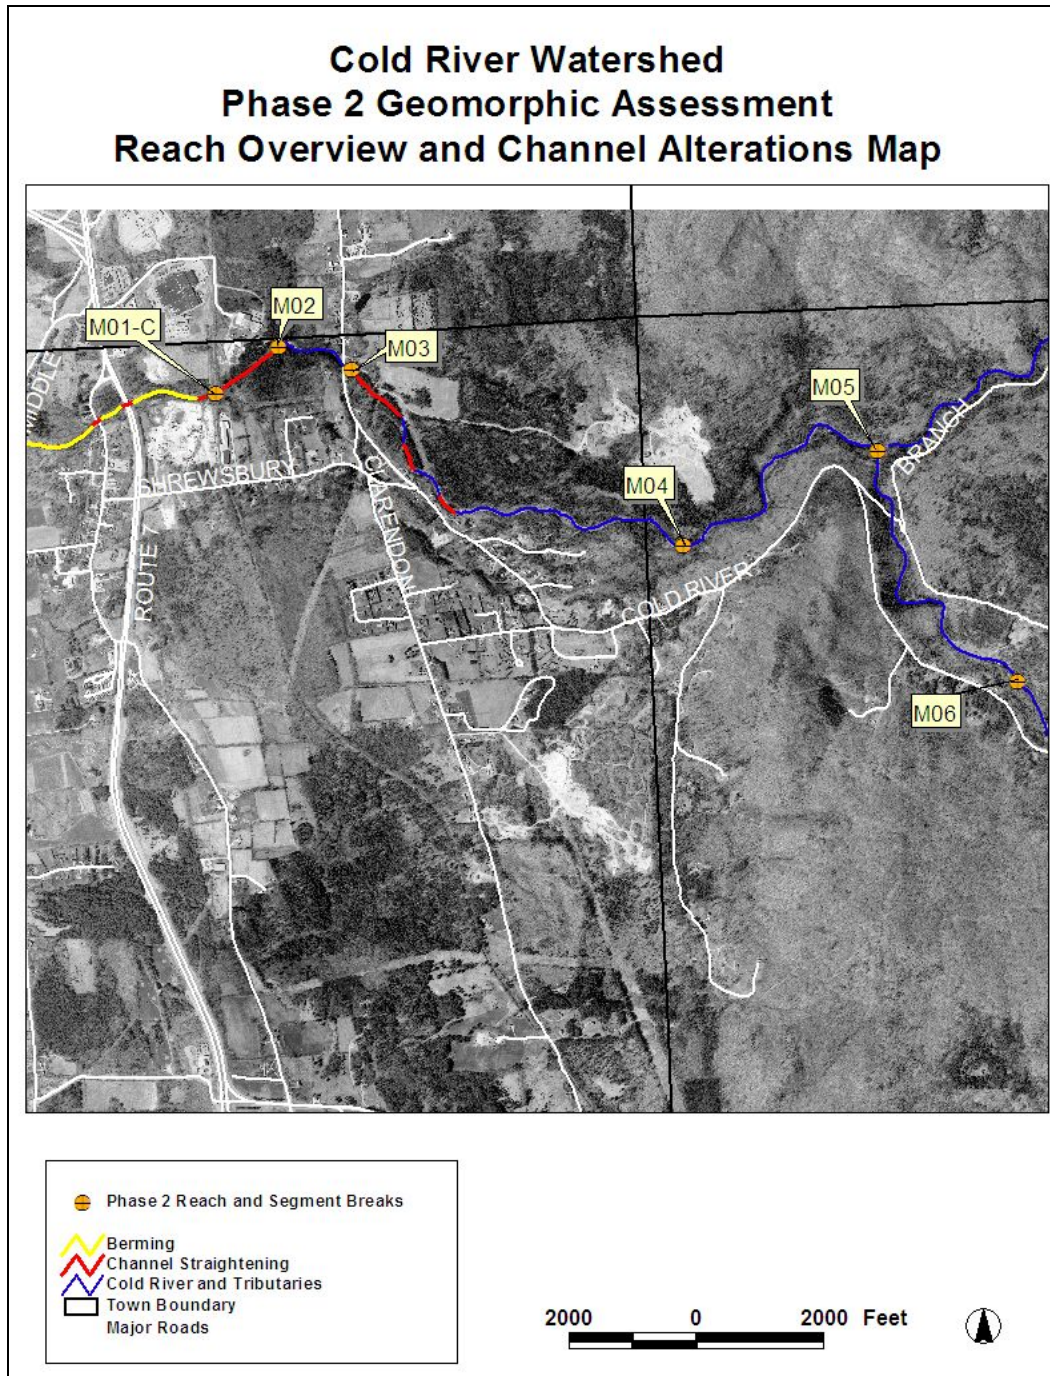 Cold River Watershed
Phase 2 Geomorphic Assessment
Reach Overview and Channel Alterations Map
M02
M01-C
M03
MIDDLE
M05
BRANCH
SHREWSBURY
CLARENDON
M04
ROUTE 7
COLD RIVER
M06
Phase 2 Reach and Segment Breaks
Berming
Channel Straightening
Cold River and Tributaries
Town Boundary
Major Roads
2000 0 2000 Feet